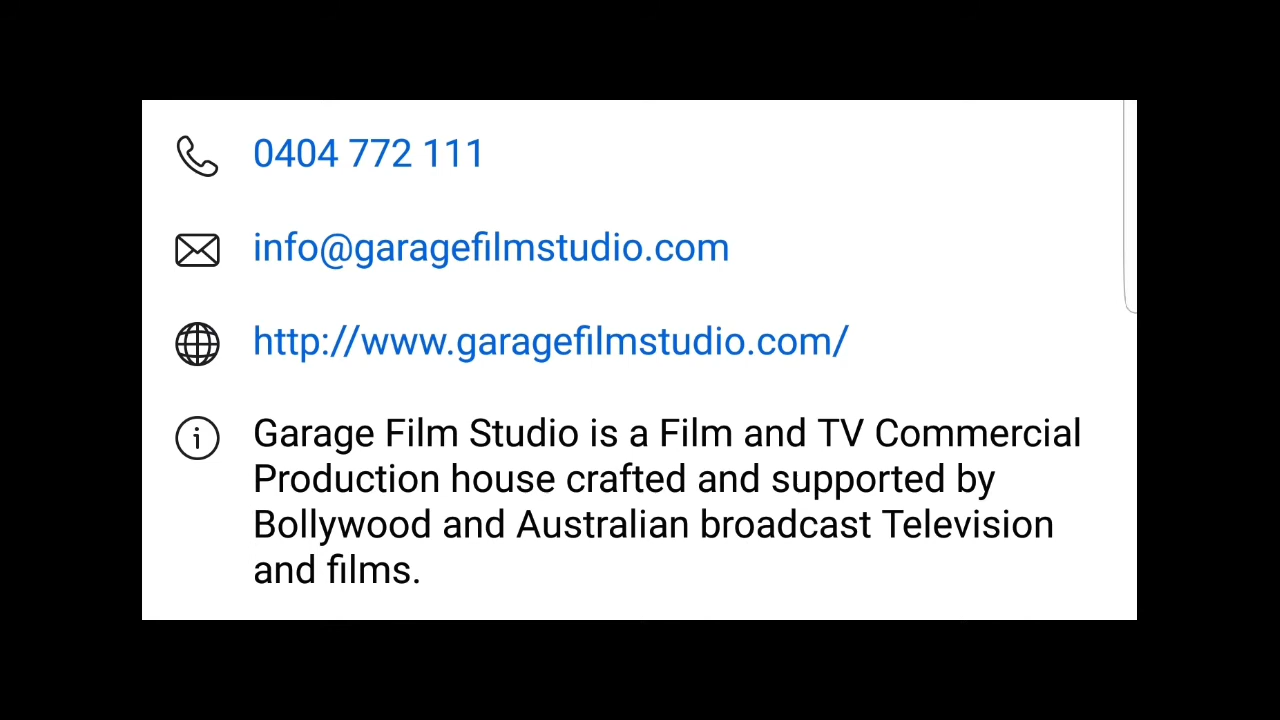 0404 772 111
info@garagefilmstudio.com
http://www.garagefilmstudio.com/
Garage Film Studio is a Film and TV Commercial
Production house crafted and supported by
Bollywood and Australian broadcast Television
and films.